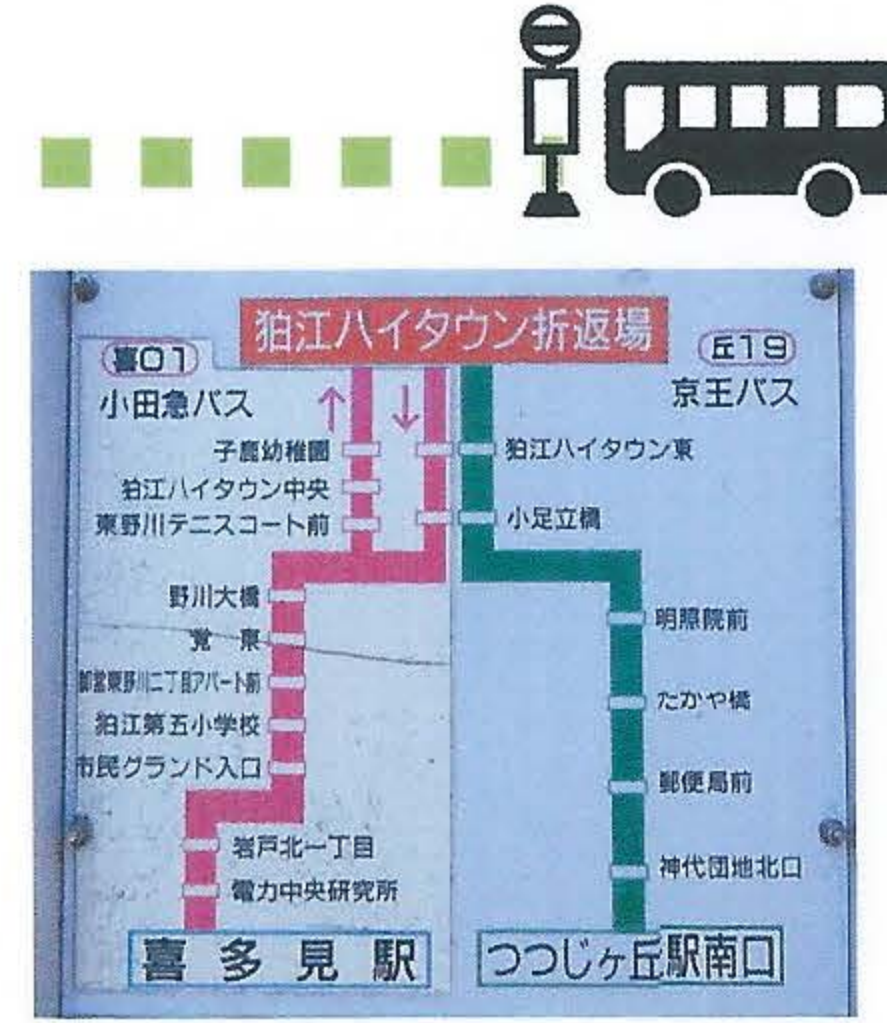 狛江ハイタウン折返場
喜01
小田急バス
↑ ↓
子鹿幼稚園
狛江ハイタウン中央
東野川テニスコート前
野川大橋
覚東
都営東野川二丁目アパート前
狛江第五小学校
市民グランド入口
岩戸北一丁目
電力中央研究所
喜多見駅
丘19
京王バス
狛江ハイタウン東
小足立橋
明照院前
たかや橋
郵便局前
神代団地北口
つつじヶ丘駅南口